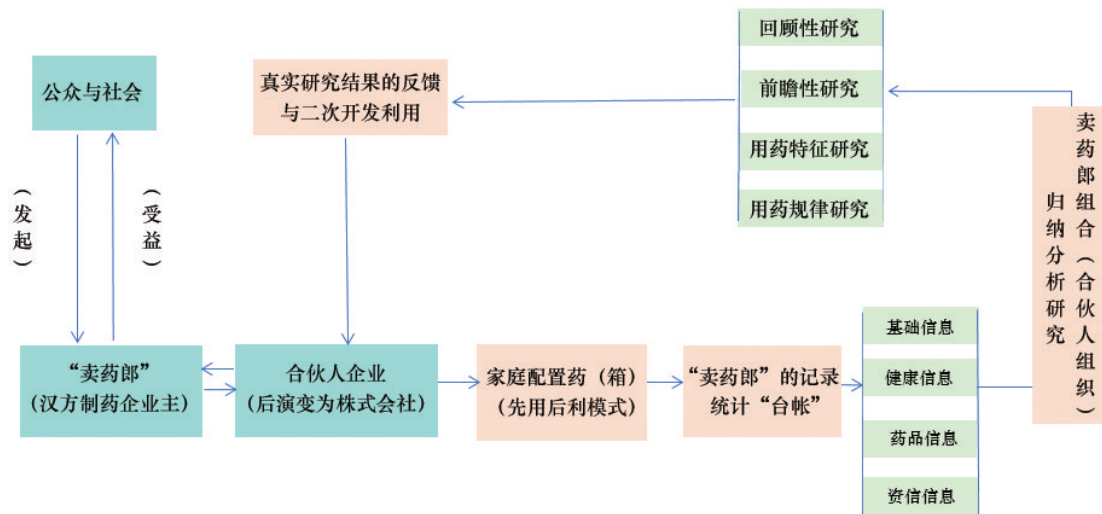 公众与社会
(发起)
(受益)
“卖药郎”
(汉方制药企业主)
真实研究结果的反馈
与二次开发利用
合伙人企业
(后演变为株式会社)
家庭配置药（箱）
(先用后利模式)
“卖药郎”的记录
统计“台帐”
基础信息
健康信息
药品信息
资信信息
卖药郎组合（合伙人组织）
归纳分析研究
回顾性研究
前瞻性研究
用药特征研究
用药规律研究